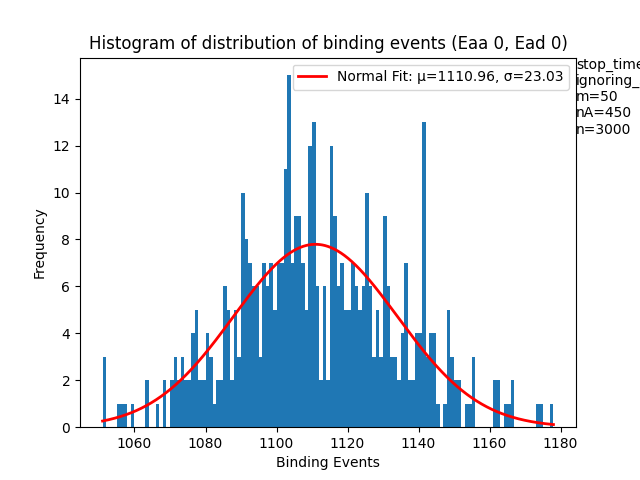 Histogram of distribution of binding events (Eaa 0, Ead 0)
Normal Fit: μ=1110.96, σ=23.03
stop_time
ignoring_
m=50
nA=450
n=3000
Frequency
14
12
10
8
6
4
2
0
1060 1080 1100 1120 1140 1160 1180
Binding Events